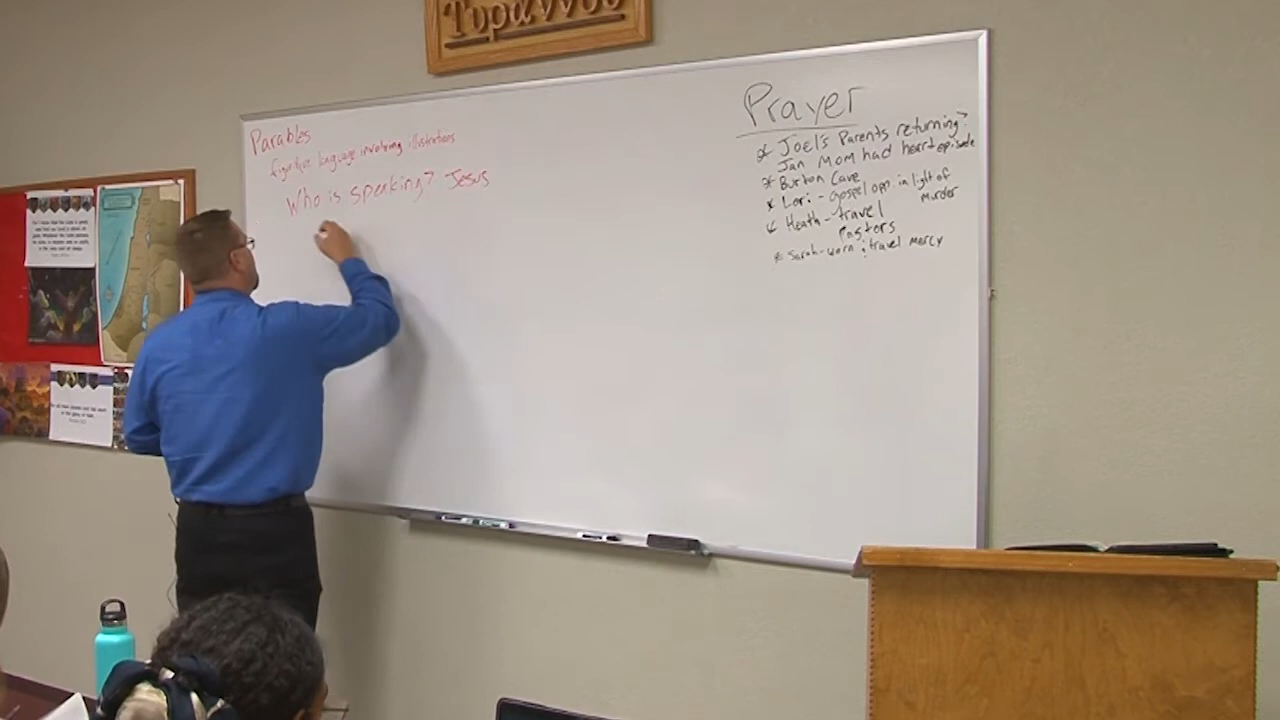 Τυράννου
Parables
figurative language involving illustrations
Who is speaking? Jesus
Prayer
Joel's Parents returning?
Jan Mom had heart episode
Burton Cave
Lori - gospel opp. in light of
murder
Heath - travel
Pastors
Sarah - worn : travel mercy